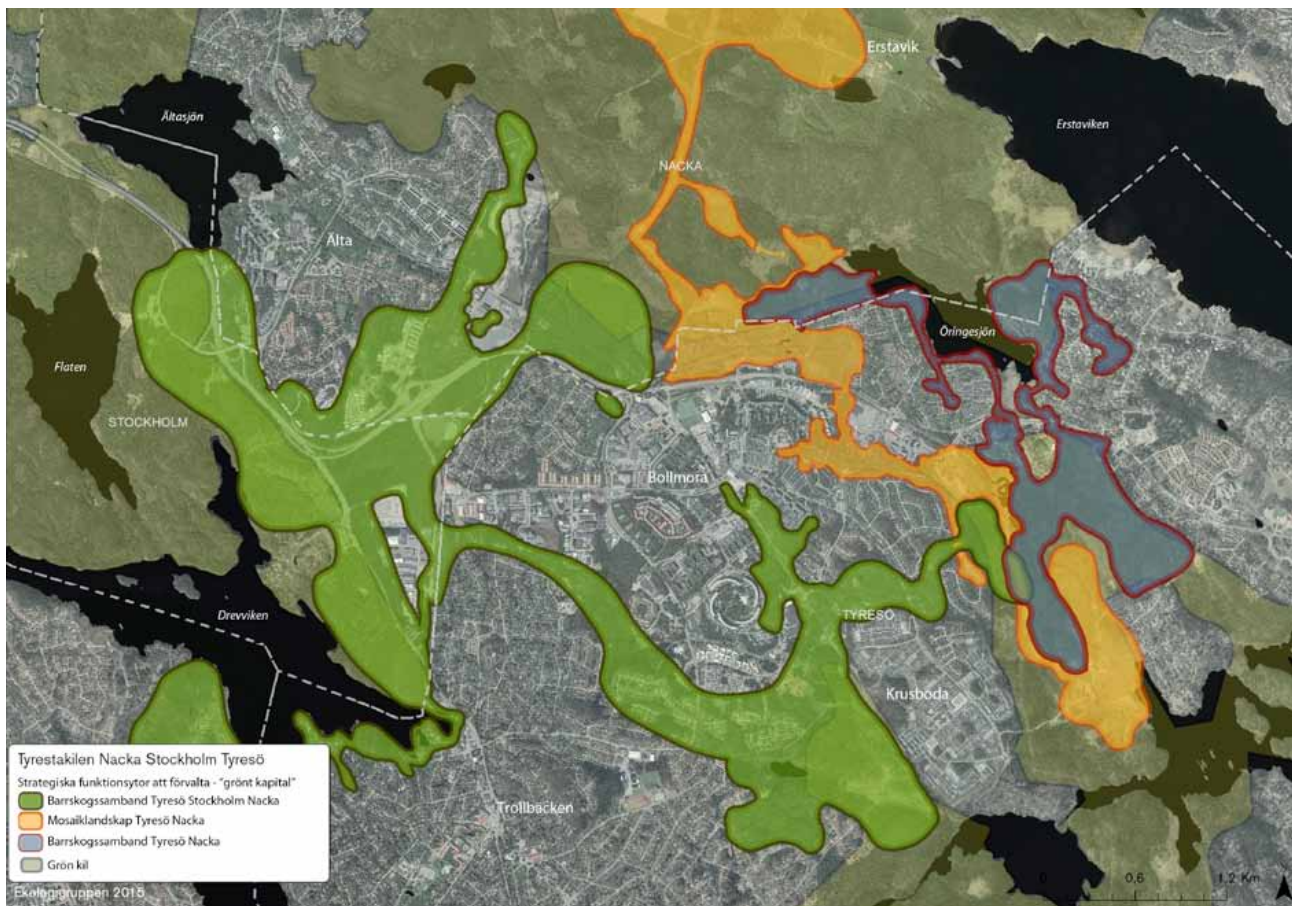 Erstavik
Ältasjön
Erstaviken
NACKA
Älta
Öringesjön
Flaten
STOCKHOLM
Bollmora
Drevviken
TYRESÖ
Krusboda
Trollbäcken
Tyrestakilen Nacka Stockholm Tyresö
Strategiska funktionsytor att förvalta - "grönt kapital"
Barrskogssamband Tyresö Stockholm Nacka
Mosaiklandskap Tyresö Nacka
Barrskogssamband Tyresö Nacka
Grön kil
Ekologigruppen 2015
0 0,6 1,2 Km